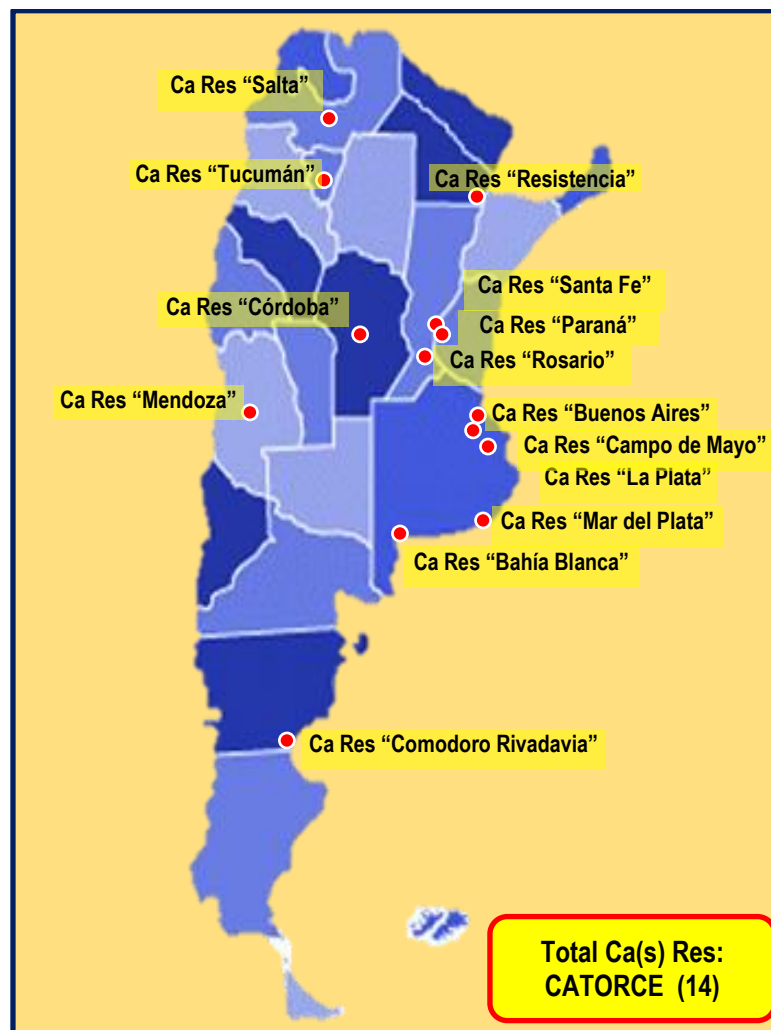 Ca Res “Salta”
Ca Res “Tucumán”
Ca Res “Resistencia”
Ca Res “Santa Fe”
Ca Res “Córdoba”
Ca Res “Paraná”
Ca Res “Rosario”
Ca Res “Mendoza”
Ca Res “Buenos Aires”
Ca Res “Campo de Mayo”
Ca Res “La Plata”
Ca Res “Mar del Plata”
Ca Res “Bahía Blanca”
Ca Res “Comodoro Rivadavia”
Total Ca(s) Res:
CATORCE (14)